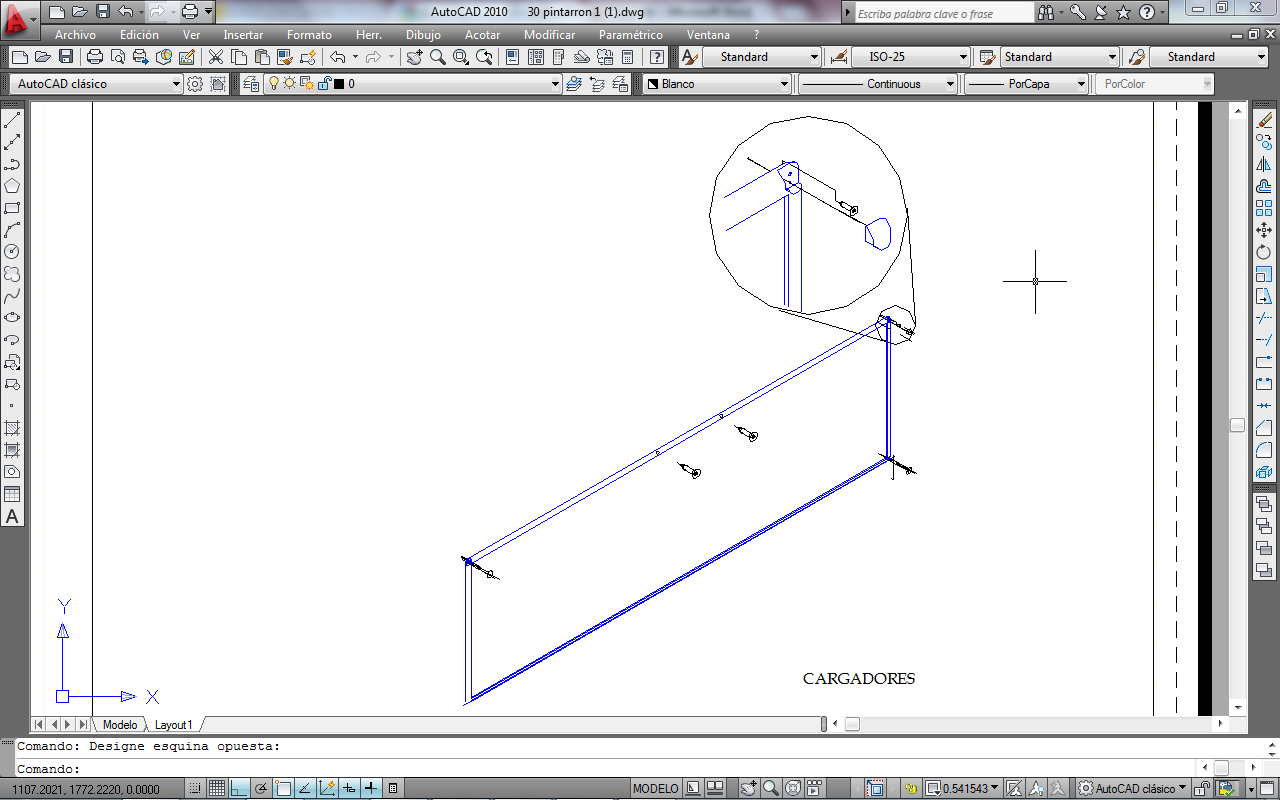 AutoCAD 2010 30 pintarron 1 (1).dwg
Escriba palabra clave o frase
Archivo Edición Ver Insertar Formato Herr. Dibujo Acotar Modificar Paramétrico Ventana ?
Standard ISO-25 Standard Standard
AutoCAD clásico 0 Blanco Continuous PorCapa PorColor
A
CARGADORES
Y
X
Modelo Layout1
Comando: Designe esquina opuesta:
Comando:
1107.2021, 1772.2220, 0.0000 MODELO 0.541543 AutoCAD clásico